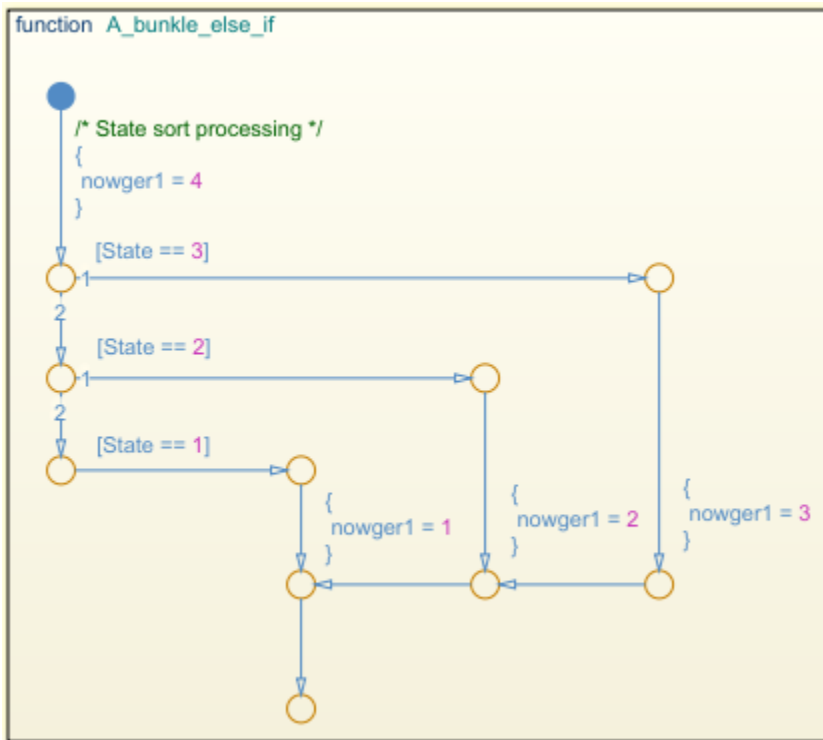 function A_bunkle_else_if
/* State sort processing */
{
nowger1 = 4
}
[State == 3]
1
2
[State == 2]
1
2
[State == 1]
{
nowger1 = 1
}
{
nowger1 = 2
}
{
nowger1 = 3
}